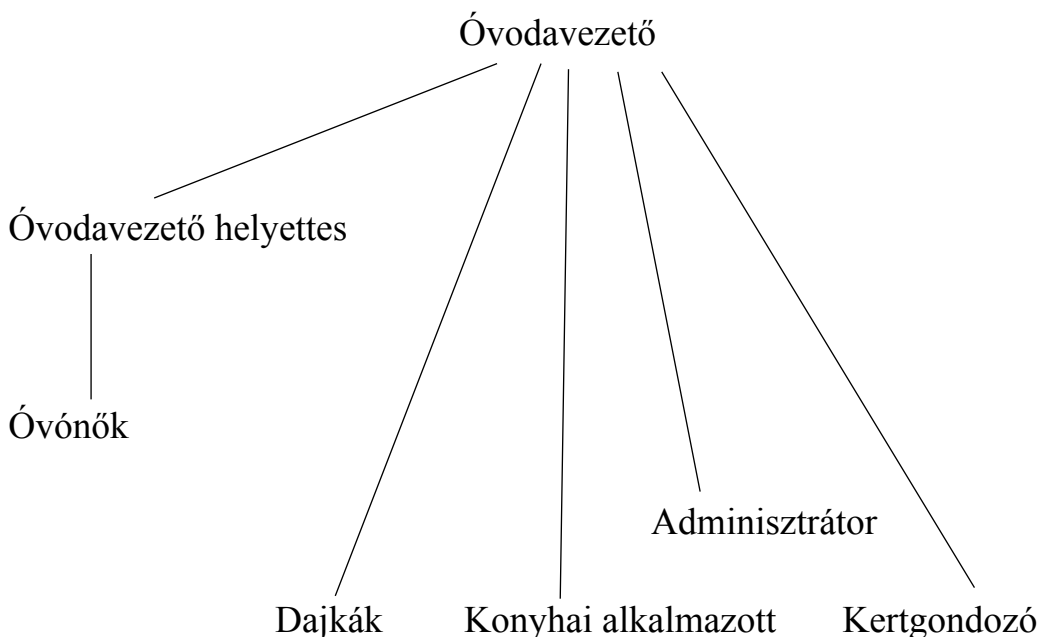 Óvodavezető
Óvodavezető helyettes
Óvónők
Adminisztrátor
Dajkák
Konyhai alkalmazott
Kertgondozó